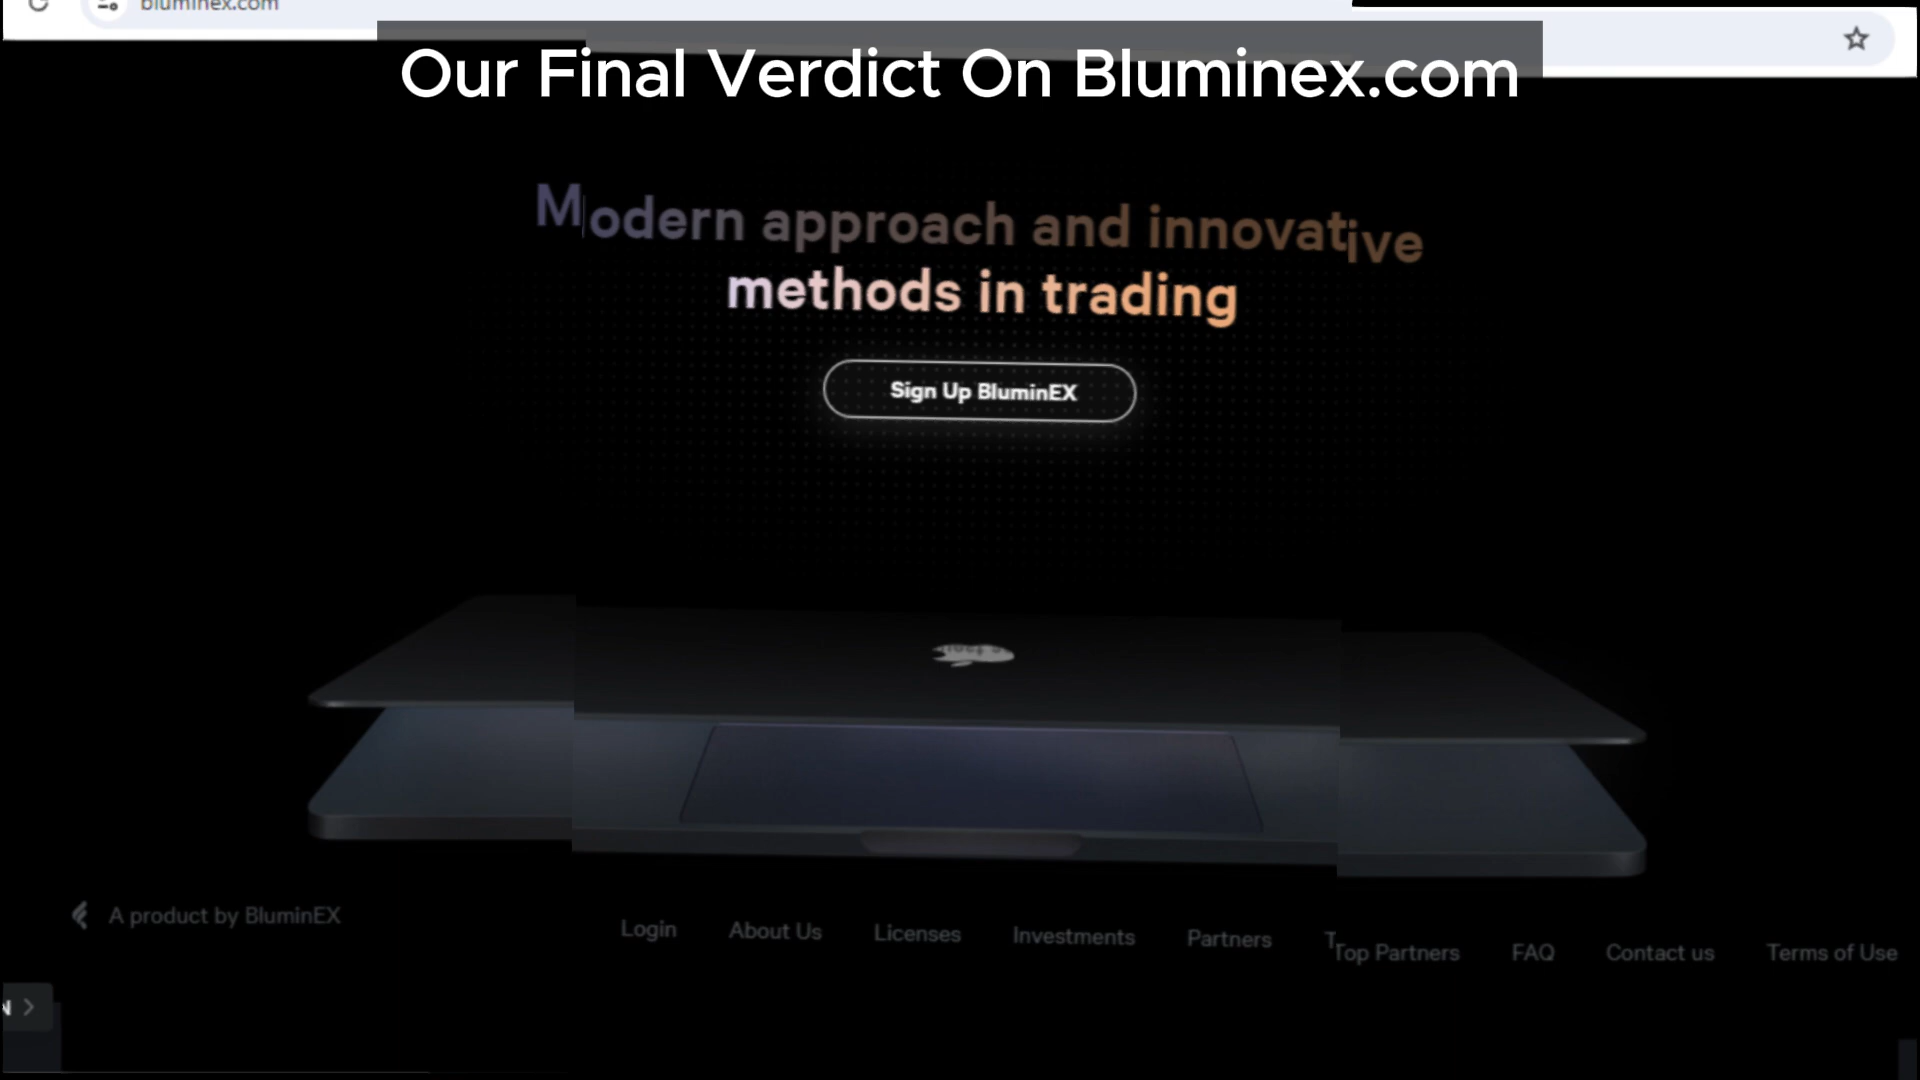 bluminex.com
Our Final Verdict On Bluminex.com
Modern approach and innovative
methods in trading
Sign Up BluminEX
A product by BluminEX
Login About Us Licenses Investments Partners Top Partners FAQ Contact us Terms of Use
N